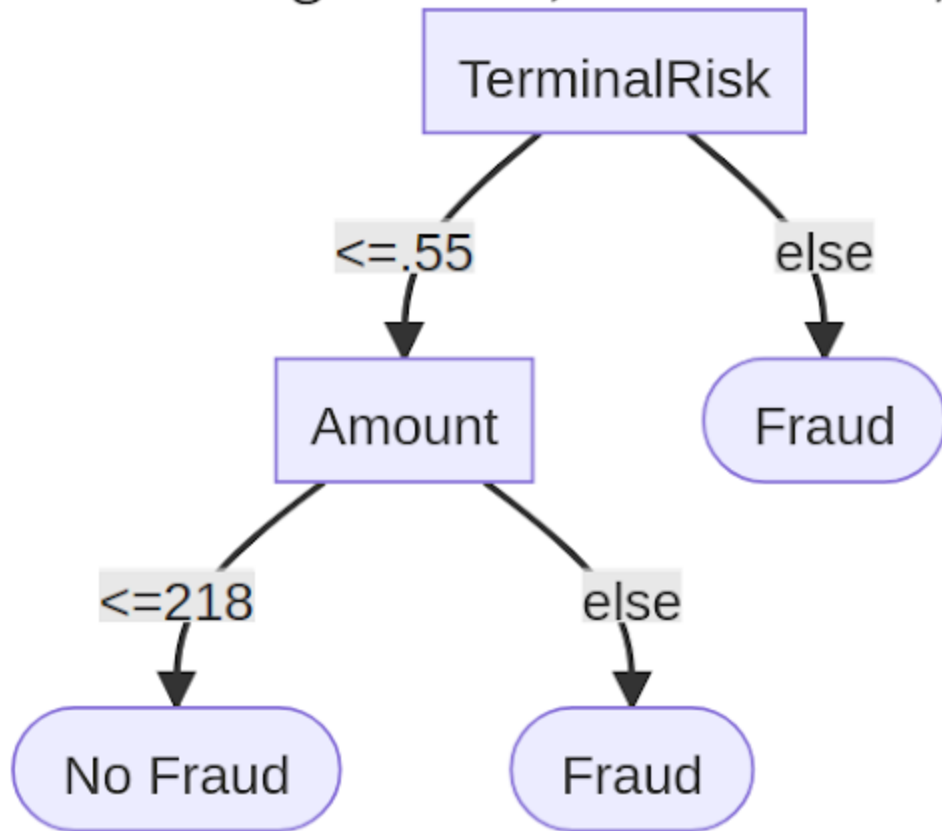 TerminalRisk
<=.55
else
Amount
Fraud
<=218
else
No Fraud
Fraud